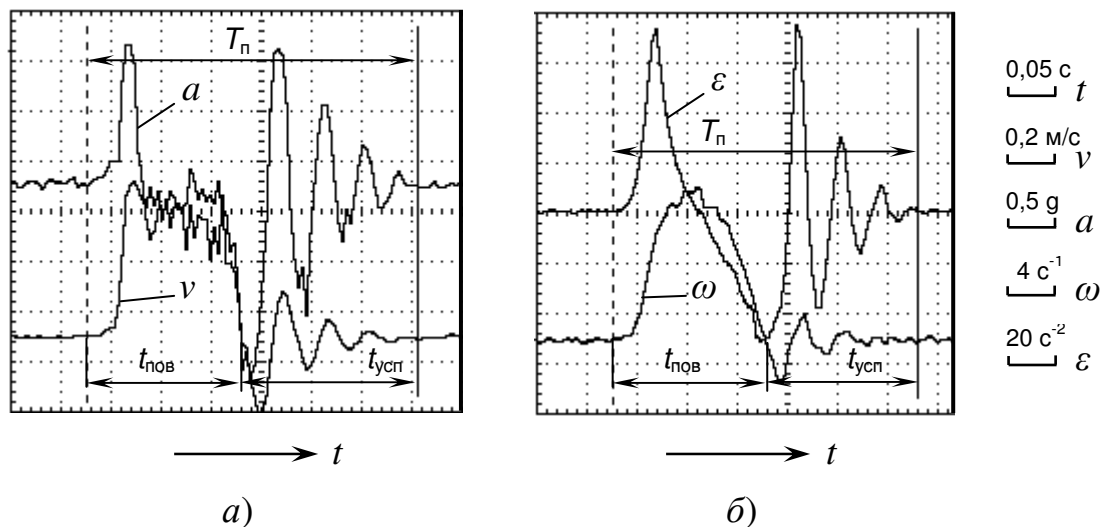 Tп
a
v
tпов
tусп
t
а)
ε
Tп
ω
tпов
tусп
t
б)
0,05 с
t
0,2 м/с
v
0,5 g
a
4 с-1
ω
20 с-2
ε